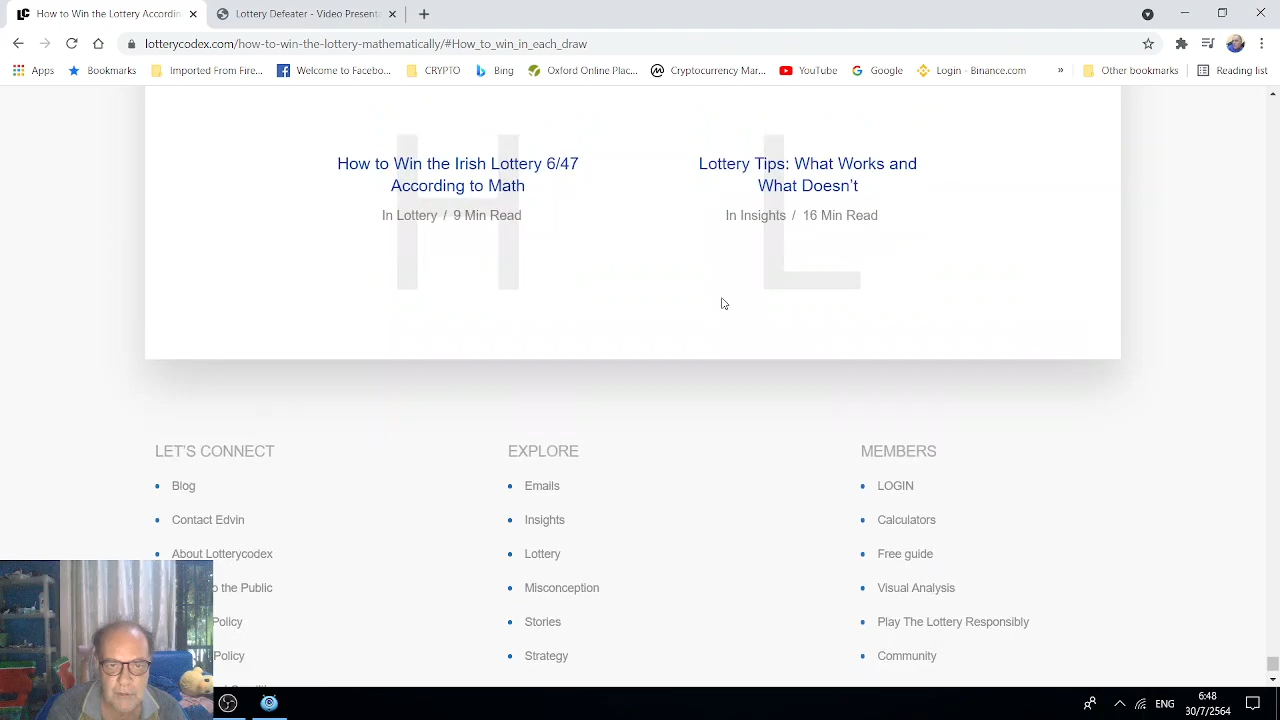 How to Win the Lottery Accordin
Lottery Defeater - Video Presenta
lotterycodex.com/how-to-win-the-lottery-mathematically/#How_to_win_in_each_draw
Apps
Bookmarks
Imported From Fire...
Welcome to Facebo...
CRYPTO
Bing
Oxford Online Plac...
Cryptocurrency Mar...
YouTube
Google
Login - Binance.com
»
Other bookmarks
Reading list
H
L
How to Win the Irish Lottery 6/47
According to Math
In Lottery / 9 Min Read
Lottery Tips: What Works and
What Doesn't
In Insights / 16 Min Read
LET'S CONNECT
Blog
Contact Edvin
About Lotterycodex
o the Public
Policy
Policy
EXPLORE
Emails
Insights
Lottery
Misconception
Stories
Strategy
MEMBERS
LOGIN
Calculators
Free guide
Visual Analysis
Play The Lottery Responsibly
Community
ENG
6:48
30/7/2564